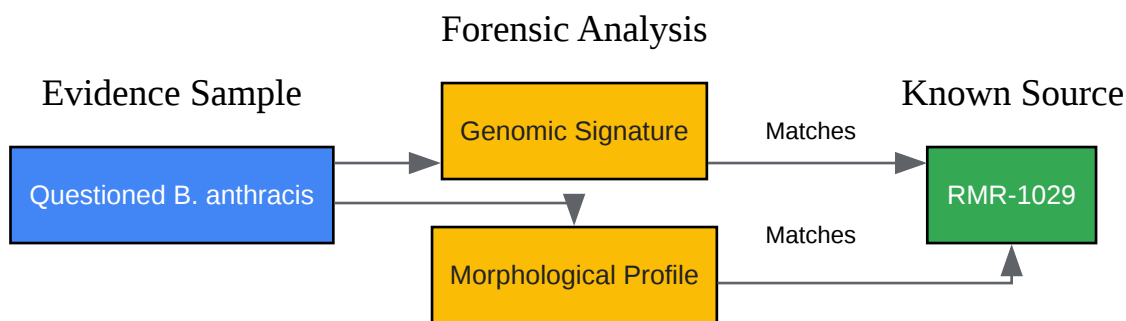 Forensic Analysis
Evidence Sample
Known Source
Genomic Signature
Matches
Questioned B. anthracis
RMR-1029
Matches
Morphological Profile